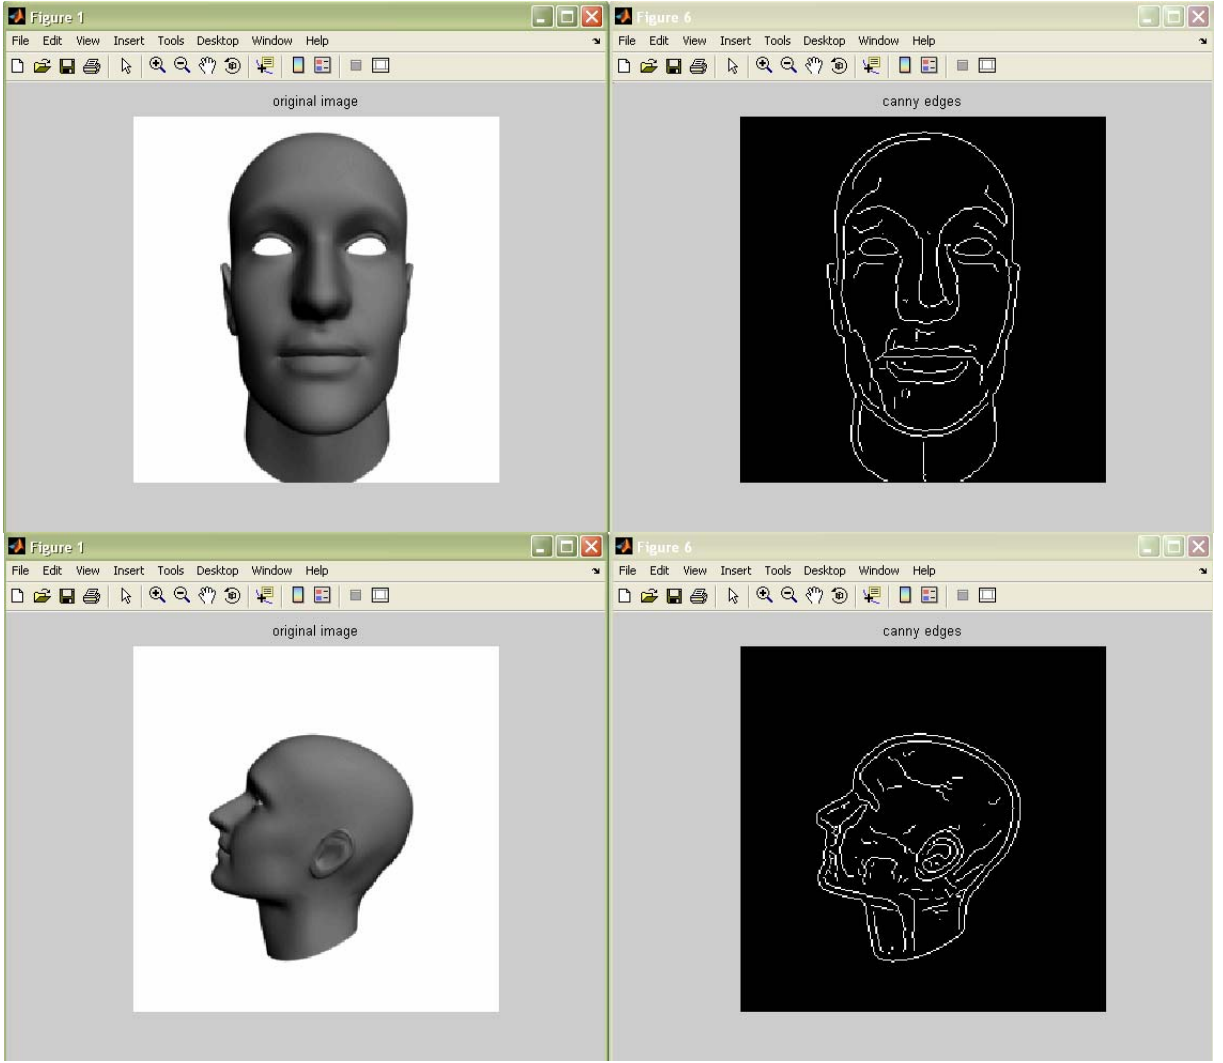 Figure 1
File Edit View Insert Tools Desktop Window Help
original image
Figure 6
File Edit View Insert Tools Desktop Window Help
canny edges
Figure 1
File Edit View Insert Tools Desktop Window Help
original image
Figure 6
File Edit View Insert Tools Desktop Window Help
canny edges